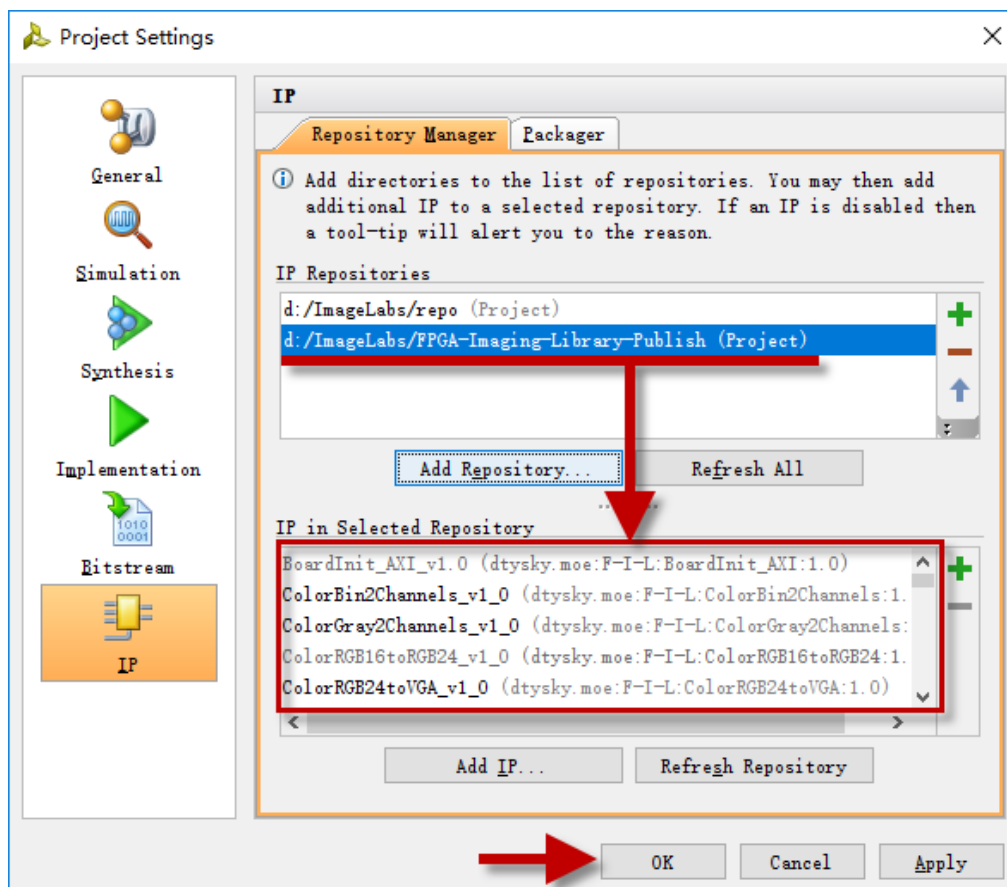 Project Settings
General
Simulation
Synthesis
Implementation
1010
0001
Bitstream
IP
IP
Repository Manager
Packager
Add directories to the list of repositories. You may then add
additional IP to a selected repository. If an IP is disabled then
a tool-tip will alert you to the reason.
IP Repositories
d:/ImageLabs/repo (Project)
d:/ImageLabs/FPGA-Imaging-Library-Publish (Project)
Add Repository...
Refresh All
IP in Selected Repository
BoardInit_AXI_v1.0 (dtysky.moe:F-I-L:BoardInit_AXI:1.0)
ColorBin2Channels_v1_0 (dtysky.moe:F-I-L:ColorBin2Channels:1.
ColorGray2Channels_v1_0 (dtysky.moe:F-I-L:ColorGray2Channels:
ColorRGB16toRGB24_v1_0 (dtysky.moe:F-I-L:ColorRGB16toRGB24:1.
ColorRGB24toVGA_v1_0 (dtysky.moe:F-I-L:ColorRGB24toVGA:1.0)
Add IP...
Refresh Repository
OK
Cancel
Apply